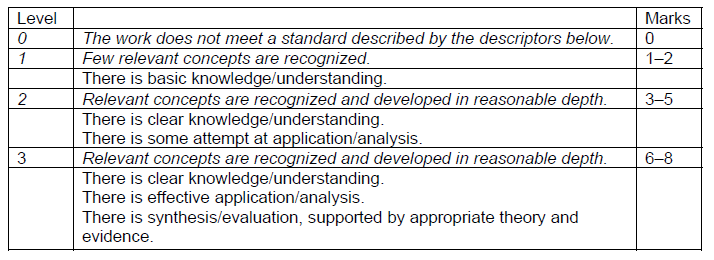 Level Marks
0 The work does not meet a standard described by the descriptors below. 0
1 Few relevant concepts are recognized. 1–2
There is basic knowledge/understanding.
2 Relevant concepts are recognized and developed in reasonable depth. 3–5
There is clear knowledge/understanding.
There is some attempt at application/analysis.
3 Relevant concepts are recognized and developed in reasonable depth. 6–8
There is clear knowledge/understanding.
There is effective application/analysis.
There is synthesis/evaluation, supported by appropriate theory and
evidence.